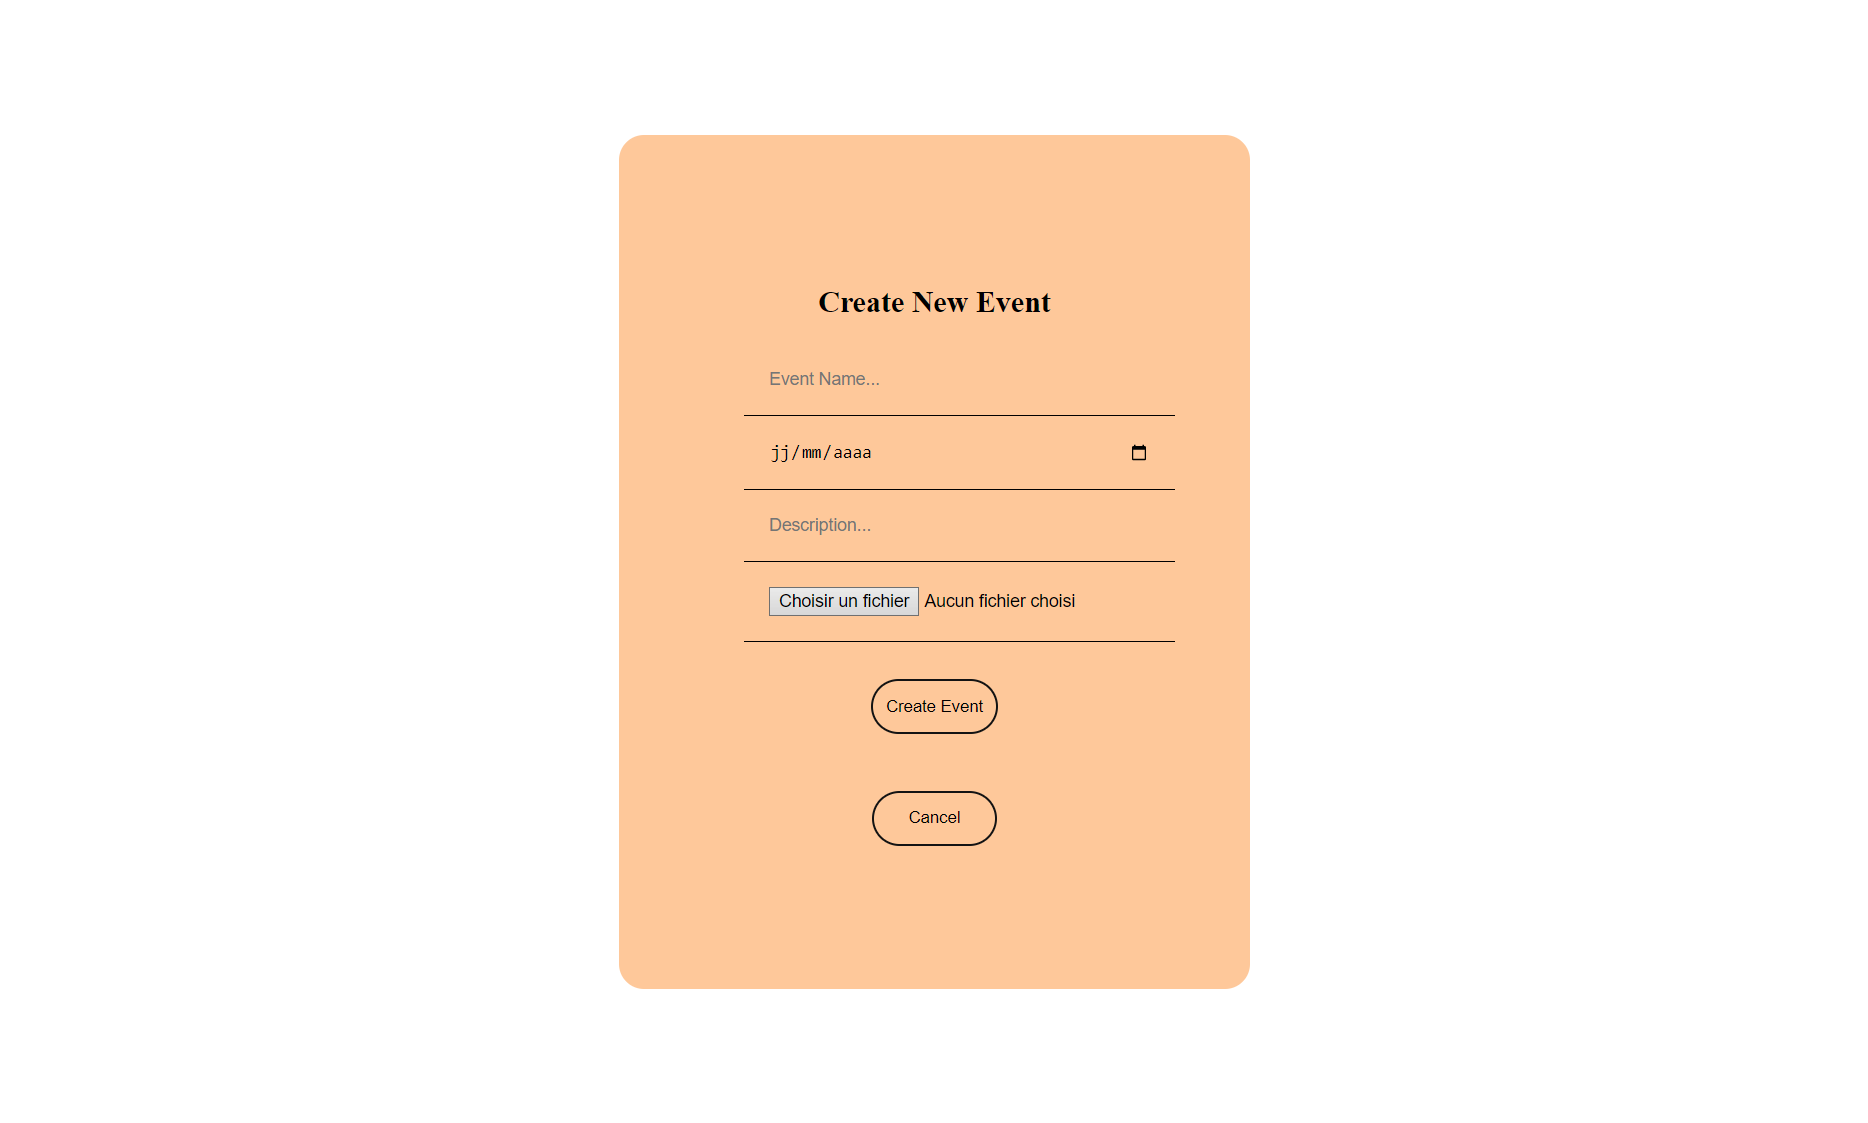 Create New Event
Event Name...
jj/mm/aaaa
Description...
Choisir un fichier Aucun fichier choisi
Create Event
Cancel